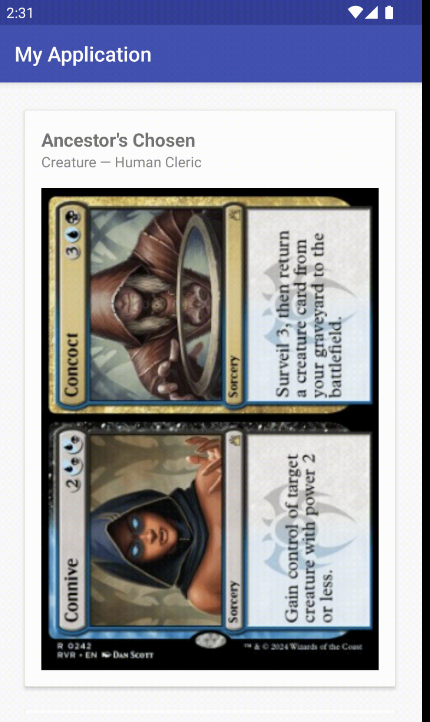 2:31
My Application
Ancestor's Chosen
Creature — Human Cleric
Concoct
3
Sorcery
Surveil 3, then return
a creature card from
your graveyard to the
battlefield.
Connive
2
Sorcery
Gain control of target
creature with power 2
or less.
R 0242
RVR • EN DAN SCOTT
™ & © 2024 Wizards of the Coast